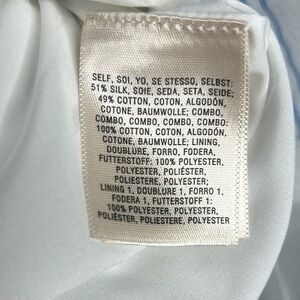 SELF, SOI, YO, SE STESSO, SELBST:
51% SILK, SOIE, SEDA, SETA, SEIDE;
49% COTTON, COTON, ALGODÓN,
COTONE, BAUMWOLLE; COMBO,
COMBO, COMBO, COMBO, COMBO:
100% COTTON, COTON, ALGODÓN,
COTONE, BAUMWOLLE; LINING,
DOUBLURE, FORRO, FODERA,
FUTTERSTOFF: 100% POLYESTER,
POLYESTER, POLIÉSTER,
POLIESTERE, POLYESTER;
LINING 1, DOUBLURE 1, FORRO 1,
FODERA 1, FUTTERSTOFF 1:
100% POLYESTER, POLYESTER,
POLIÉSTER, POLIESTERE, POLYESTER